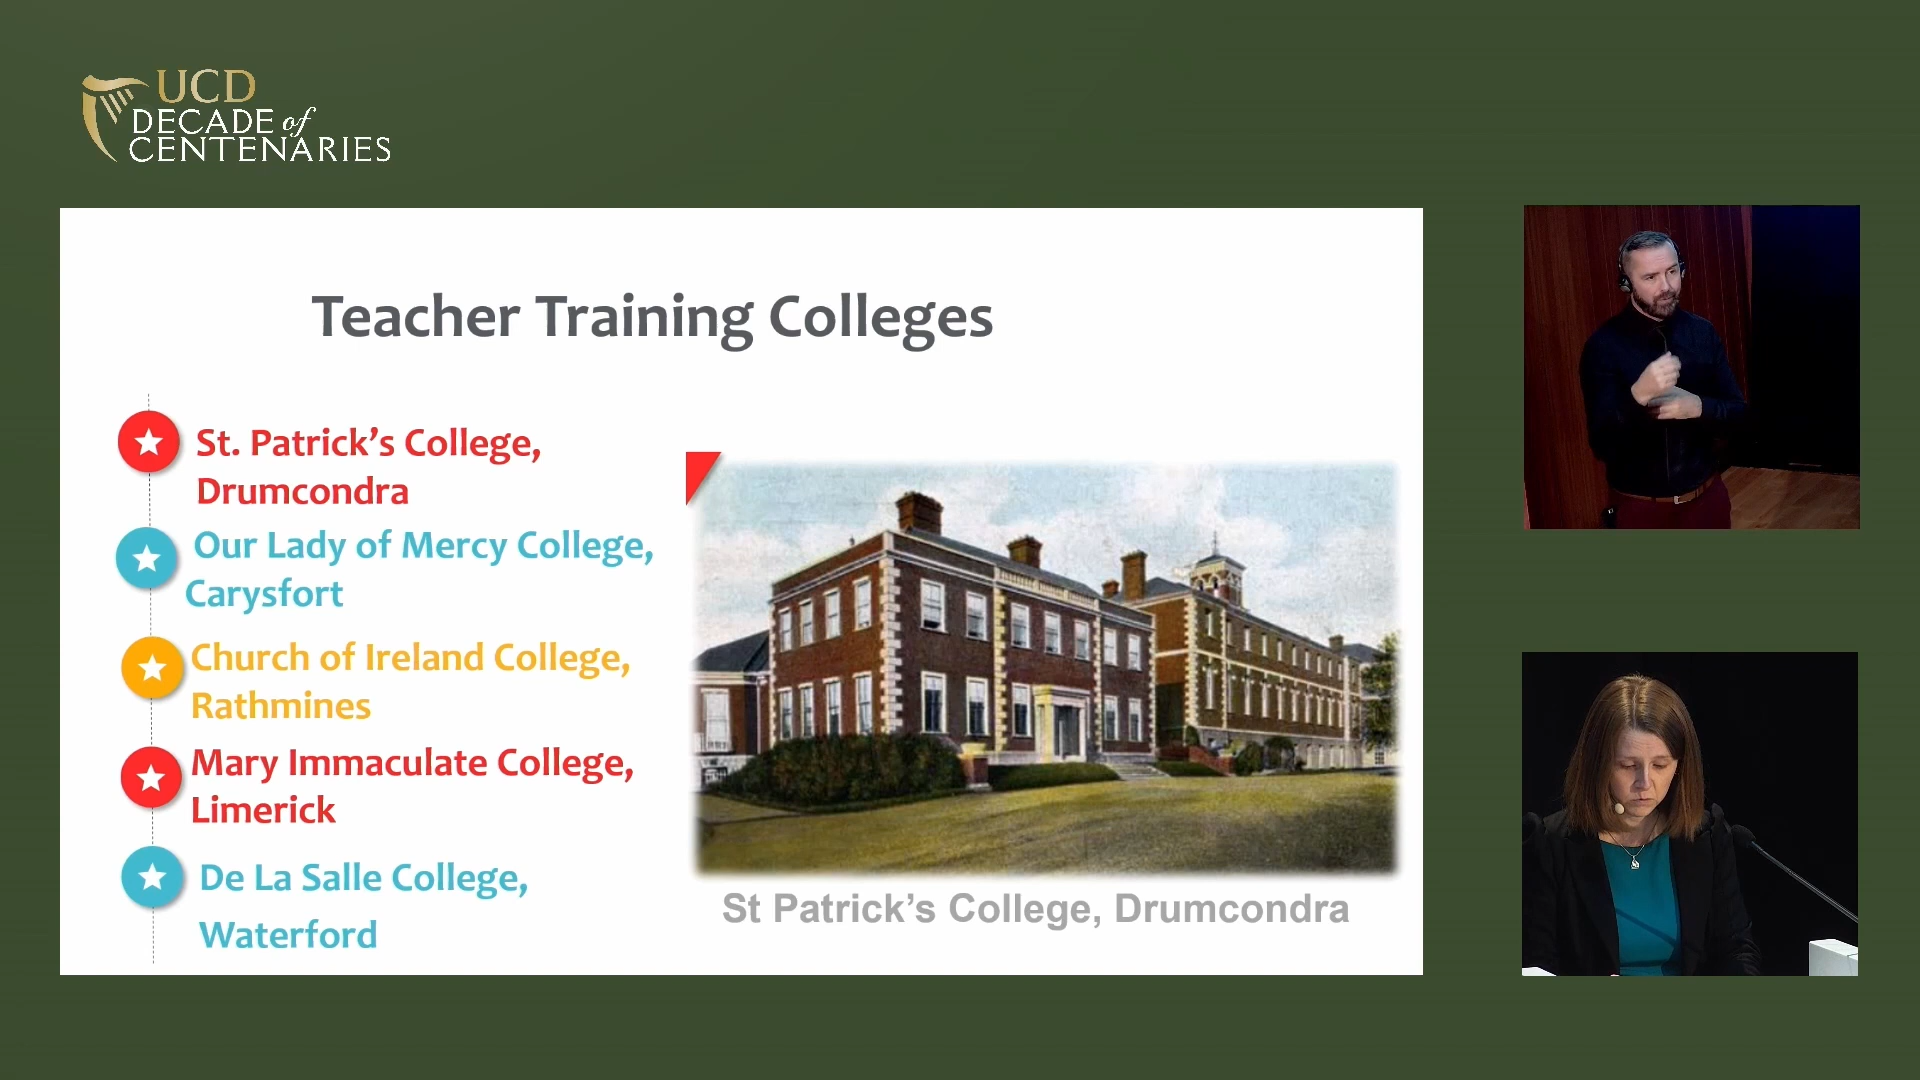 UCD
DECADE of
CENTENARIES
Teacher Training Colleges
St. Patrick’s College,
Drumcondra
Our Lady of Mercy College,
Carysfort
Church of Ireland College,
Rathmines
Mary Immaculate College,
Limerick
De La Salle College,
Waterford
St Patrick’s College, Drumcondra